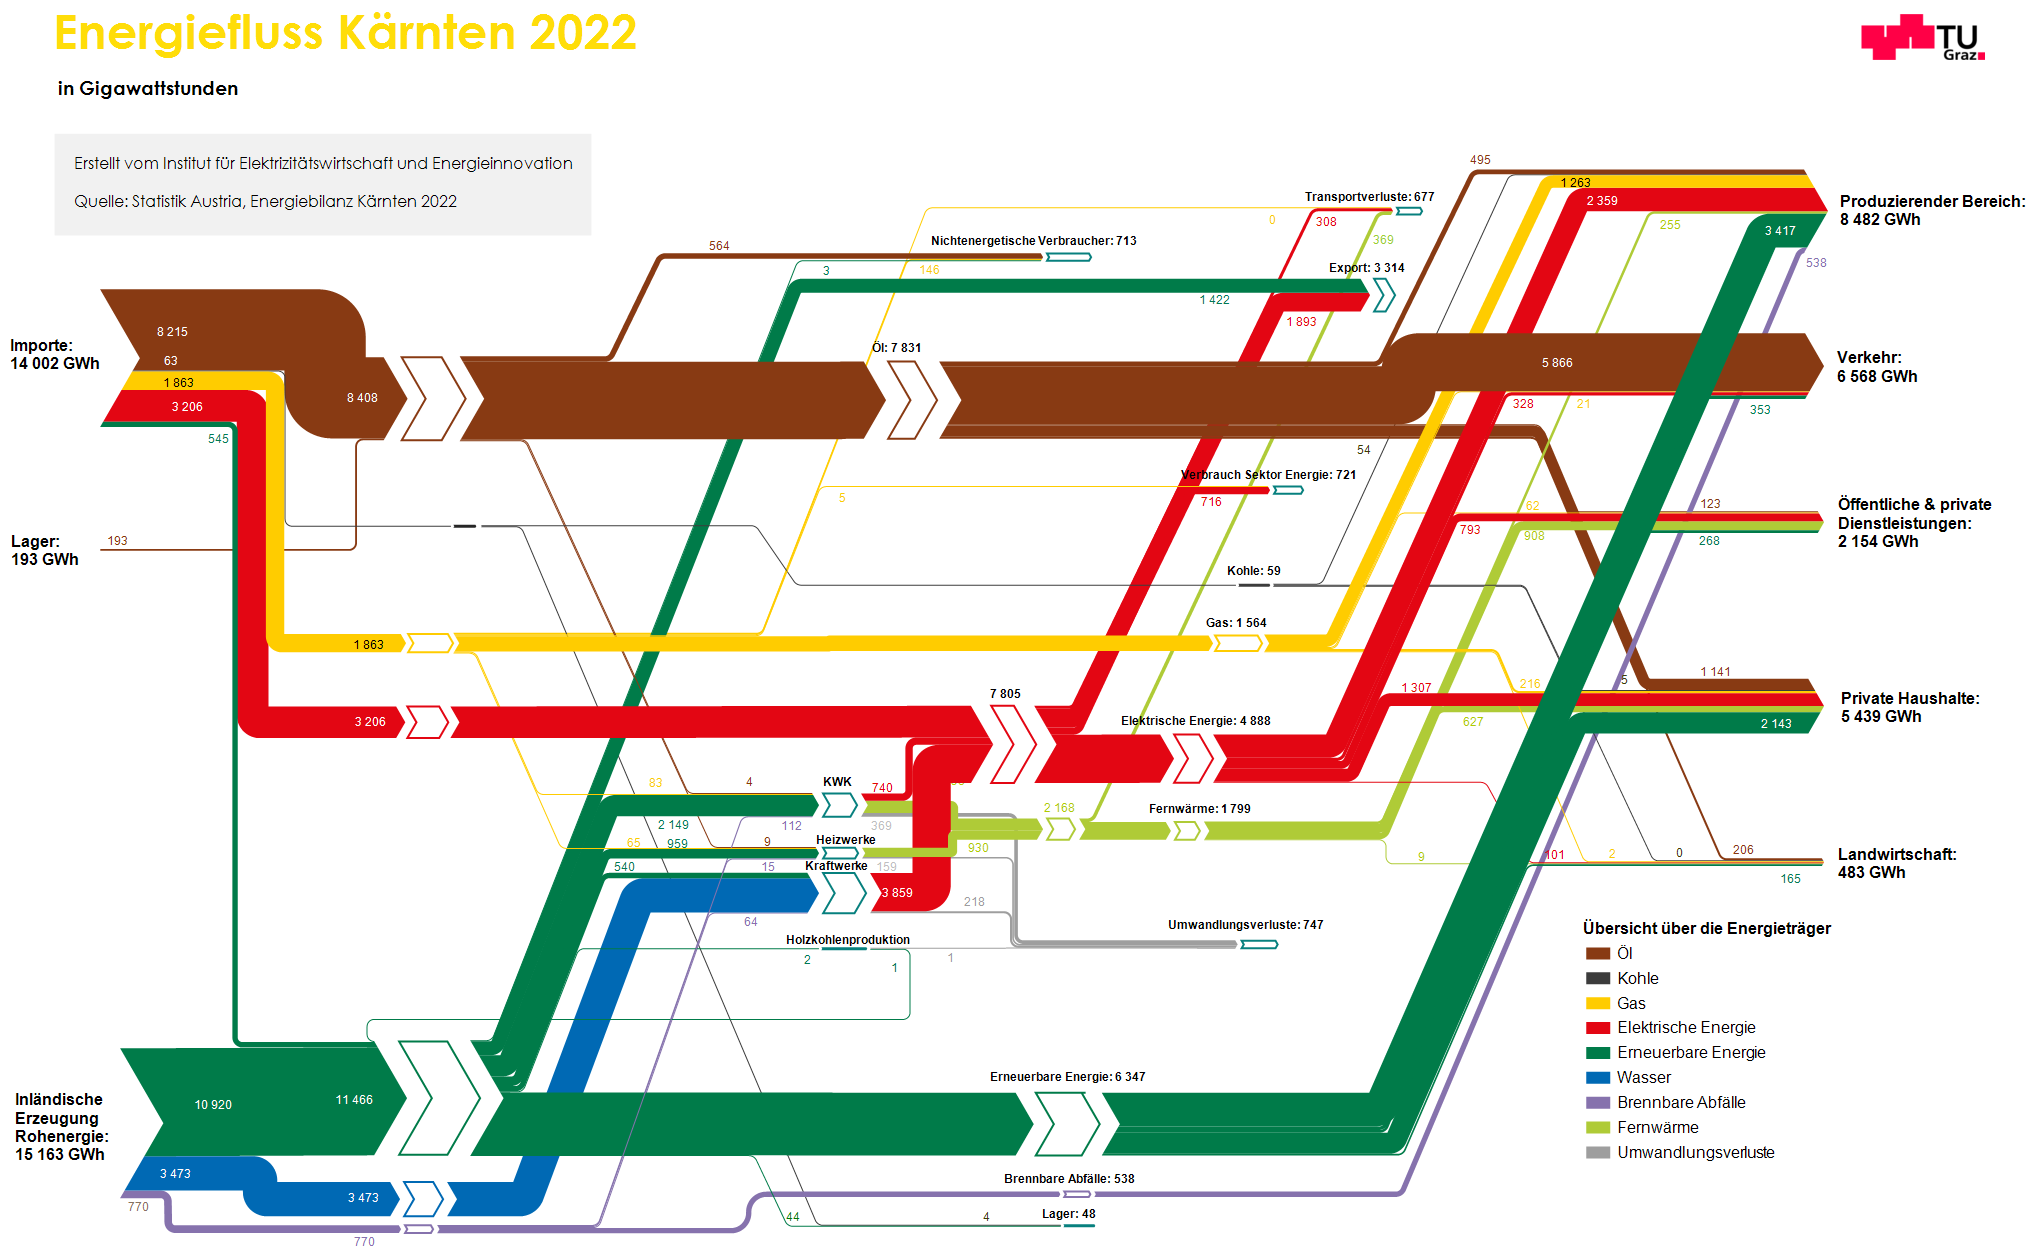 Energiefluss Kärnten 2022
TU
Graz
in Gigawattstunden
Erstellt vom Institut für Elektrizitätswirtschaft und Energieinnovation
Quelle: Statistik Austria, Energiebilanz Kärnten 2022
495
1 263
Transportverluste: 677
2 359
Produzierender Bereich:
8 482 GWh
0
308
255
3 417
369
564
Nichtenergetische Verbraucher: 713
538
3
146
Export: 3 314
1 422
1 893
8 215
Importe:
14 002 GWh
63
Öl: 7 831
5 866
Verkehr:
6 568 GWh
1 863
8 408
3 206
328
21
353
545
54
Verbrauch Sektor Energie: 721
5
716
62
123
Öffentliche & private
Dienstleistungen:
2 154 GWh
793
908
268
193
Lager:
193 GWh
Kohle: 59
Gas: 1 564
1 863
5
1 141
216
1 307
Private Haushalte:
5 439 GWh
627
2 143
3 206
7 805
Elektrische Energie: 4 888
83
4
KWK
740
2 168
Fernwärme: 1 799
2 149
112
369
65
959
9
Heizwerke
930
540
15
Kraftwerke
159
9
101
2
0
206
Landwirtschaft:
483 GWh
165
3 859
64
218
Umwandlungsverluste: 747
Holzkohlenproduktion
2
1
1
Übersicht über die Energieträger
Öl
Kohle
Gas
Elektrische Energie
Erneuerbare Energie
Wasser
Brennbare Abfälle
Fernwärme
Umwandlungsverluste
Erneuerbare Energie: 6 347
10 920
11 466
Inländische
Erzeugung
Rohenergie:
15 163 GWh
3 473
3 473
Brennbare Abfälle: 538
770
770
44
4
Lager: 48